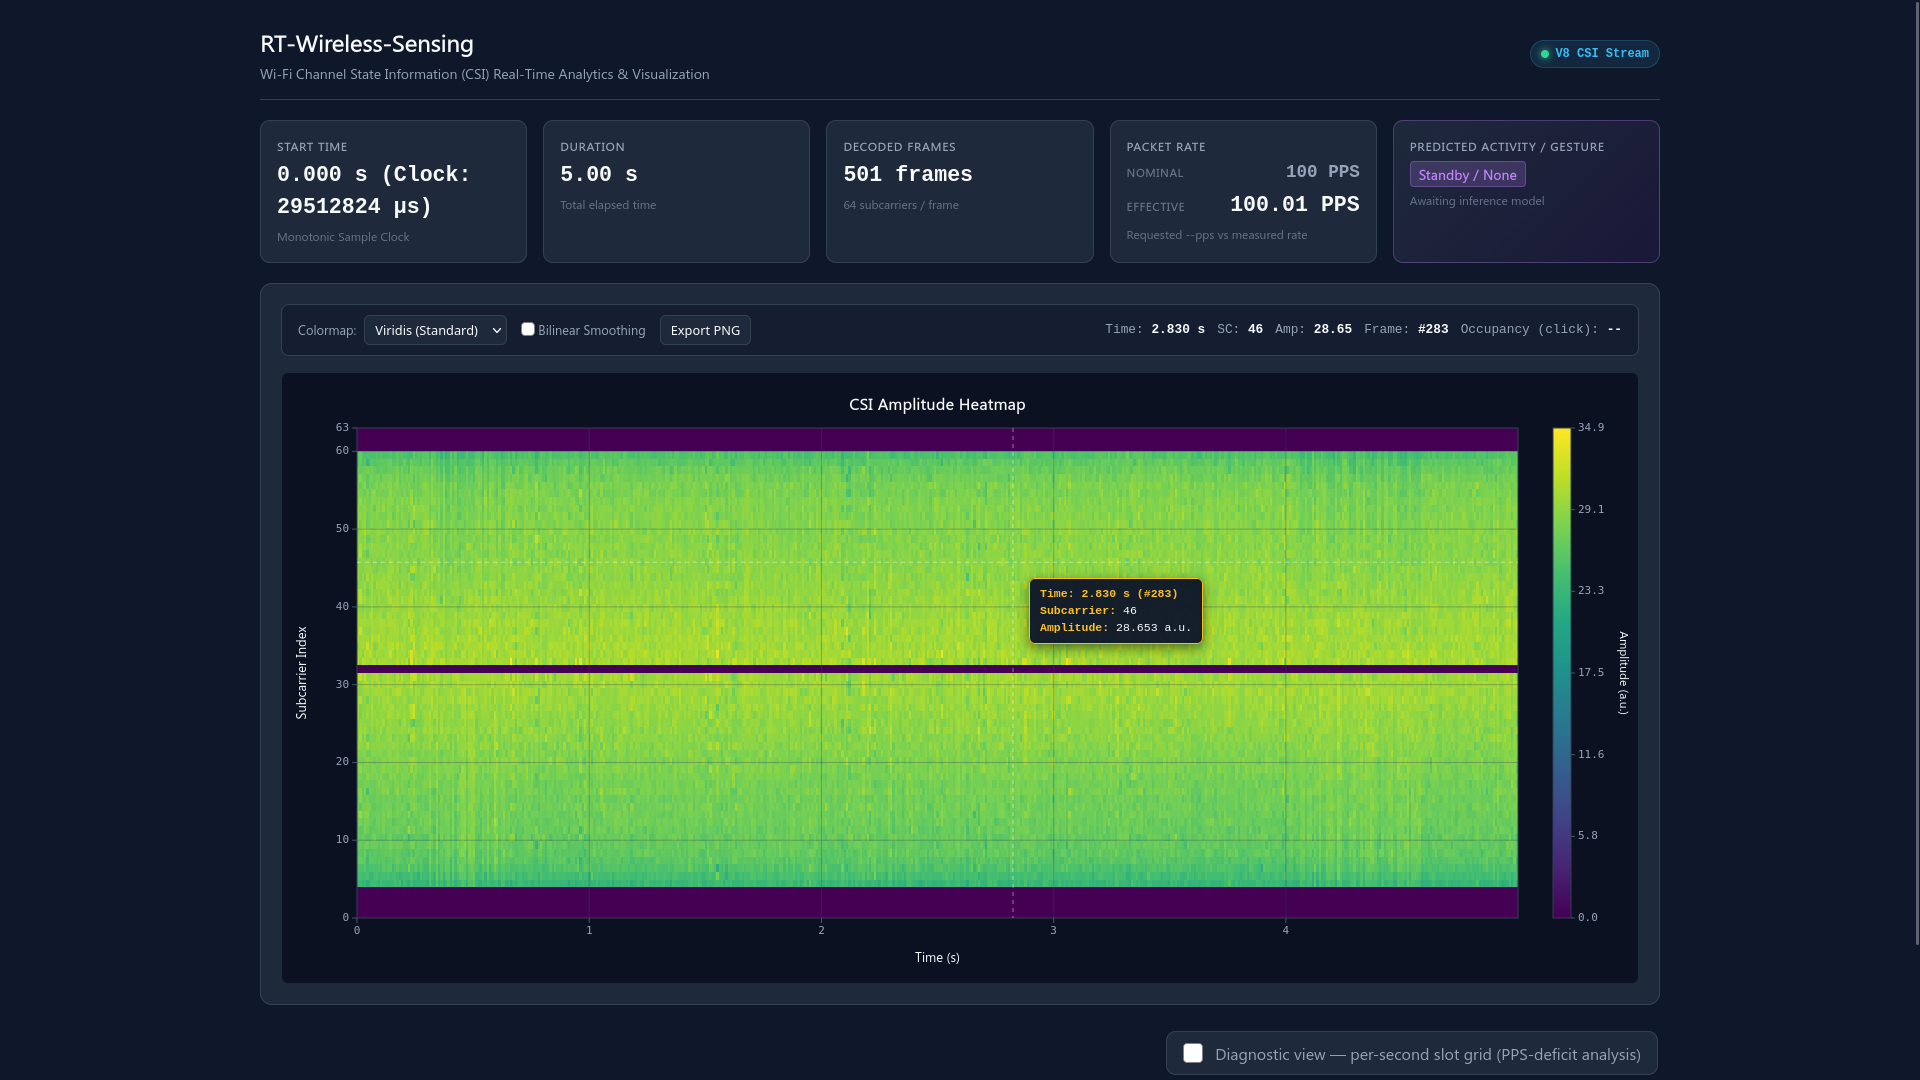 RT-Wireless-Sensing
Wi-Fi Channel State Information (CSI) Real-Time Analytics & Visualization
V8 CSI Stream
START TIME
0.000 s (Clock:
29512824 µs)
Monotonic Sample Clock
DURATION
5.00 s
Total elapsed time
DECODED FRAMES
501 frames
64 subcarriers / frame
PACKET RATE
NOMINAL 100 PPS
EFFECTIVE 100.01 PPS
Requested --pps vs measured rate
PREDICTED ACTIVITY / GESTURE
Standby / None
Awaiting inference model
Colormap: Viridis (Standard) Bilinear Smoothing Export PNG
Time: 2.830 s SC: 46 Amp: 28.65 Frame: #283 Occupancy (click): --
CSI Amplitude Heatmap
63
60
50
40
30
20
10
0
Subcarrier Index
Time: 2.830 s (#283)
Subcarrier: 46
Amplitude: 28.653 a.u.
0 1 2 3 4
Time (s)
34.9
29.1
23.3
17.5
11.6
5.8
0.0
Amplitude (a.u.)
Diagnostic view — per-second slot grid (PPS-deficit analysis)